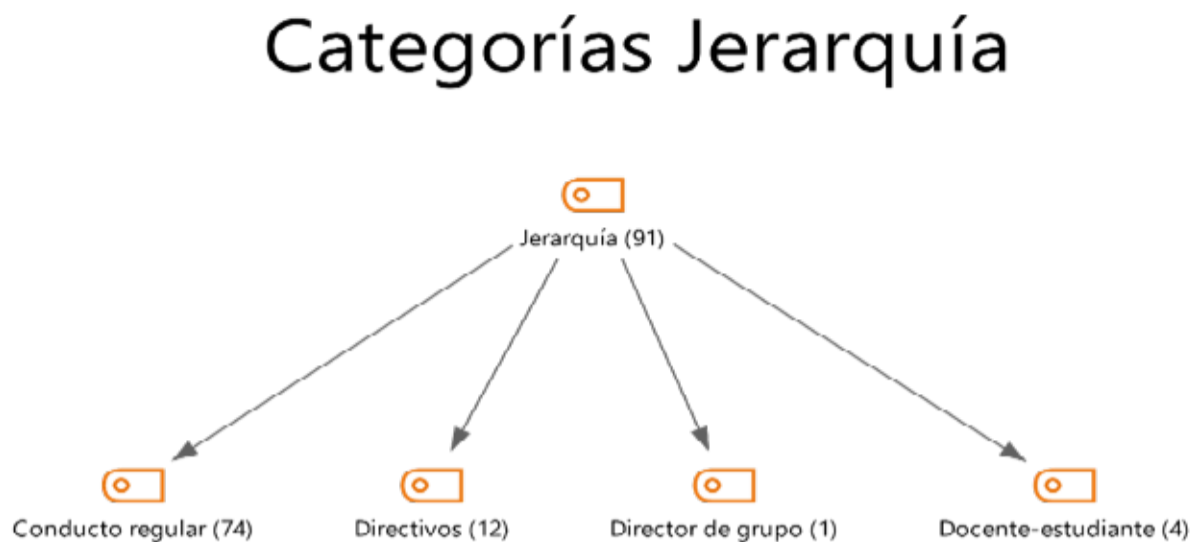 Categorías Jerarquía
Jerarquía (91)
Conducto regular (74)
Directivos (12)
Director de grupo (1)
Docente-estudiante (4)